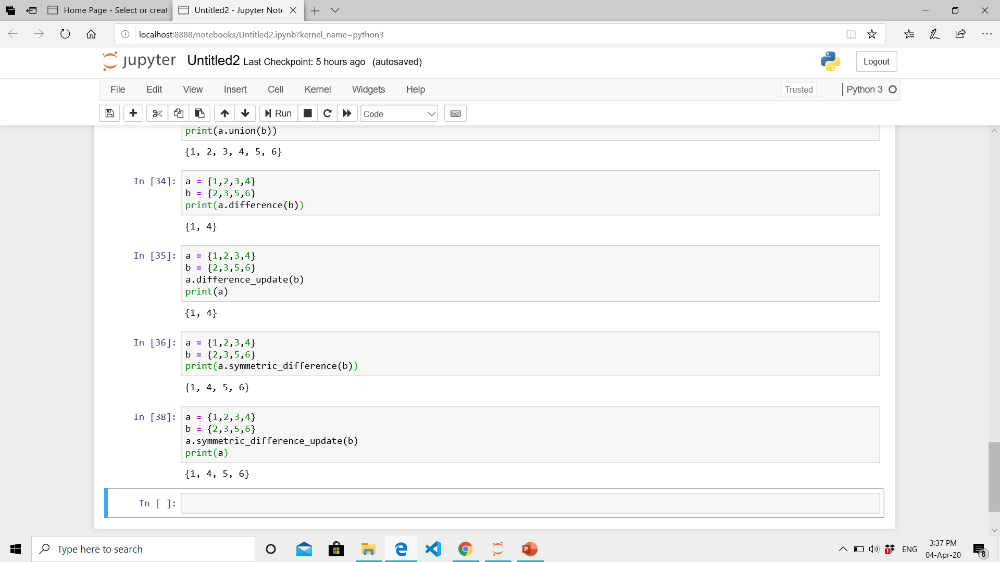 Home Page - Select or creat
Untitled2 - Jupyter Note
localhost:8888/notebooks/Untitled2.ipynb?kernel_name=python3
jupyter Untitled2 Last Checkpoint: 5 hours ago (autosaved)
Logout
File Edit View Insert Cell Kernel Widgets Help
Trusted
Python 3
Run
Code
print(a.union(b))
{1, 2, 3, 4, 5, 6}
In [34]:
a = {1,2,3,4}
b = {2,3,5,6}
print(a.difference(b))
{1, 4}
In [35]:
a = {1,2,3,4}
b = {2,3,5,6}
a.difference_update(b)
print(a)
{1, 4}
In [36]:
a = {1,2,3,4}
b = {2,3,5,6}
print(a.symmetric_difference(b))
{1, 4, 5, 6}
In [38]:
a = {1,2,3,4}
b = {2,3,5,6}
a.symmetric_difference_update(b)
print(a)
{1, 4, 5, 6}
In [ ]:
Type here to search
P
1
ENG
3:37 PM
04-Apr-20
8